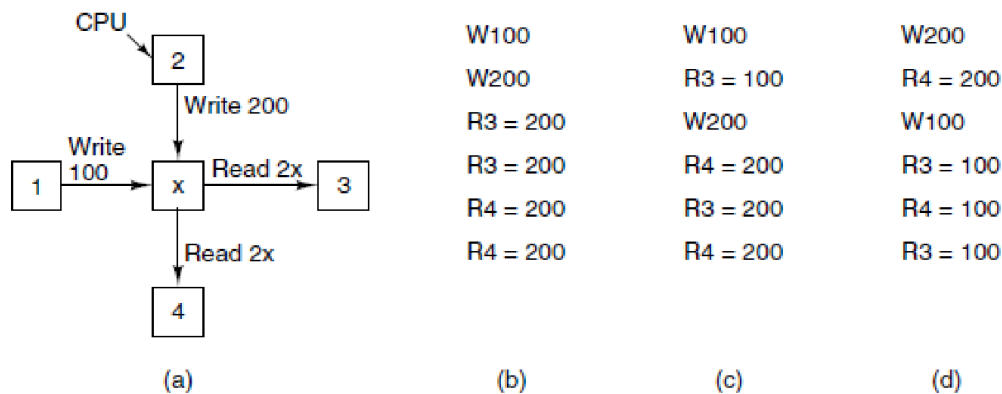 CPU
2
Write 200
Write
100
1
x
Read 2x
3
Read 2x
4
(a)
W100
W200
R3 = 200
R3 = 200
R4 = 200
R4 = 200
(b)
W100
R3 = 100
W200
R4 = 200
R3 = 200
R4 = 200
(c)
W200
R4 = 200
W100
R3 = 100
R4 = 100
R3 = 100
(d)